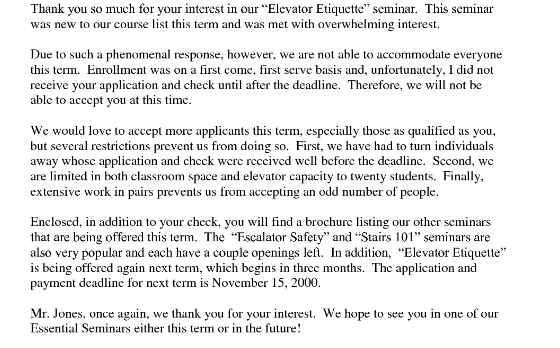 Thank you so much for your interest in our “Elevator Etiquette” seminar.  This seminar
was new to our course list this term and was met with overwhelming interest.
Due to such a phenomenal response, however, we are not able to accommodate everyone
this term.  Enrollment was on a first come, first serve basis and, unfortunately, I did not
receive your application and check until after the deadline.  Therefore, we will not be
able to accept you at this time.
We would love to accept more applicants this term, especially those as qualified as you,
but several restrictions prevent us from doing so.  First, we have had to turn individuals
away whose application and check were received well before the deadline.  Second, we
are limited in both classroom space and elevator capacity to twenty students.  Finally,
extensive work in pairs prevents us from accepting an odd number of people.
Enclosed, in addition to your check, you will find a brochure listing our other seminars
that are being offered this term.  The  “Escalator Safety” and “Stairs 101” seminars are
also very popular and each have a couple openings left.  In addition,  “Elevator Etiquette”
is being offered again next term, which begins in three months.  The application and
payment deadline for next term is November 15, 2000.
Mr. Jones, once again, we thank you for your interest.  We hope to see you in one of our
Essential Seminars either this term or in the future!